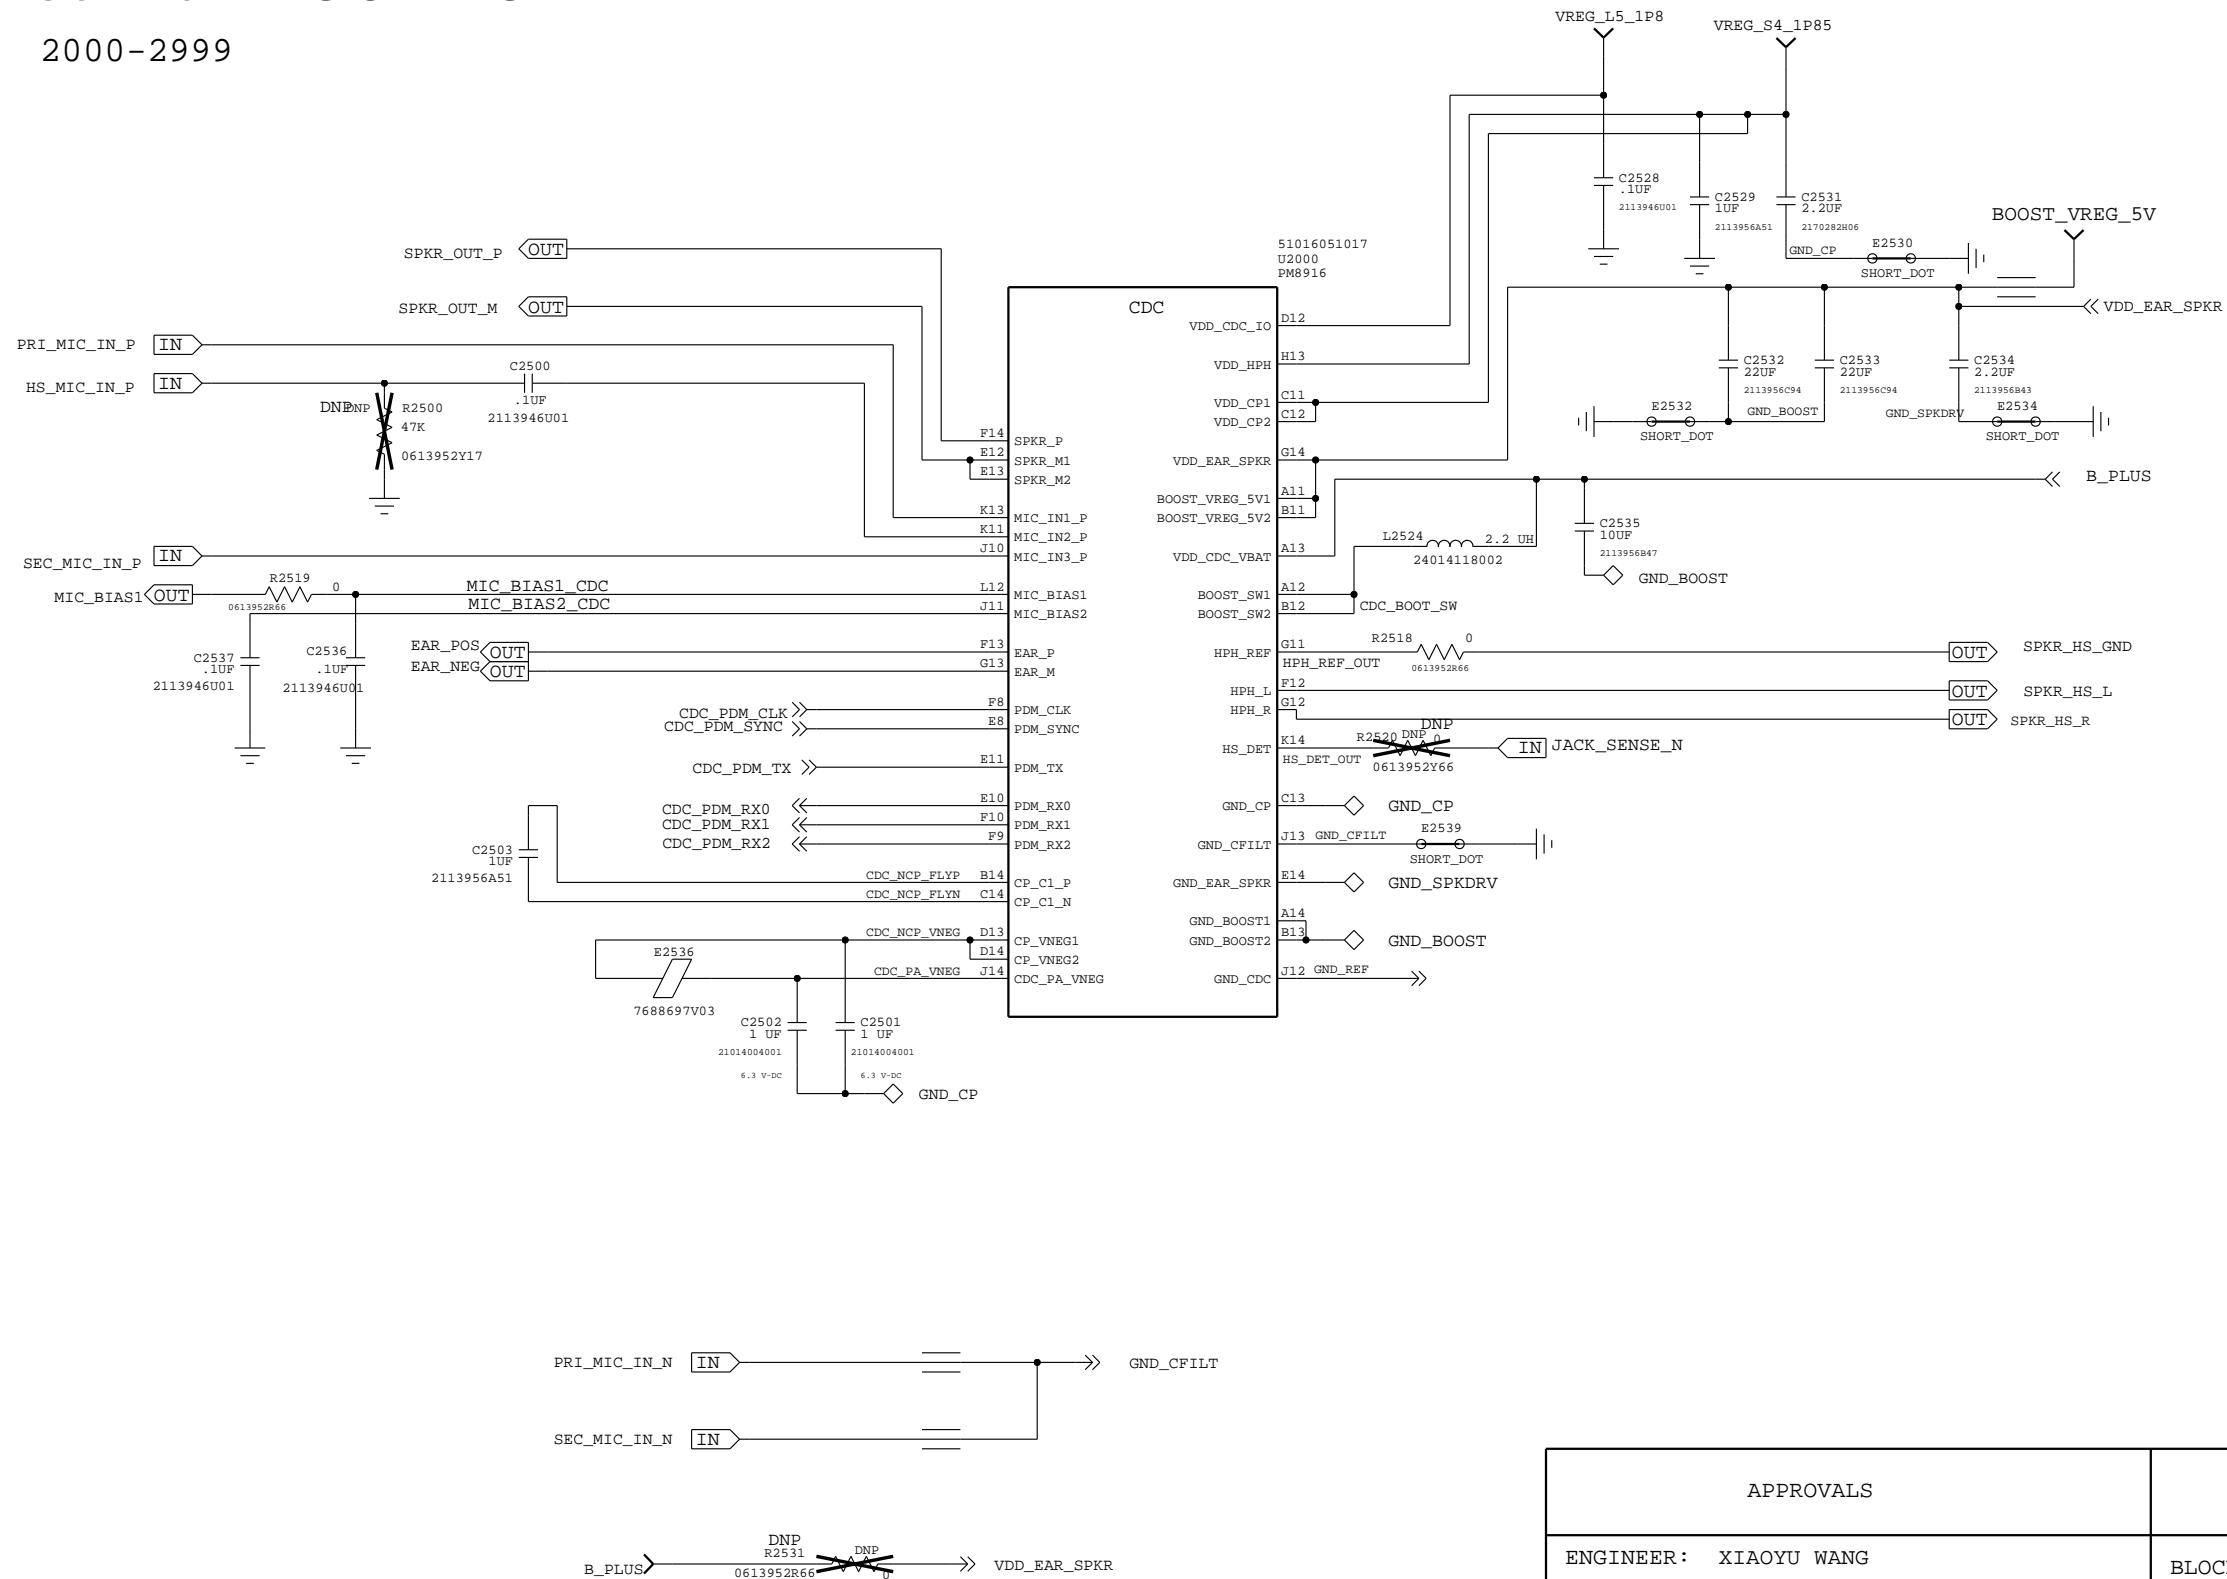 2000-2999
VREG_L5_1P8
VREG_S4_1P85
C2528
.1UF
2113946U01
C2529
1UF
2113956A51
C2531
2.2UF
2170282H06
BOOST_VREG_5V
GND_CP
E2530
SHORT_DOT
SPKR_OUT_P
OUT
51016051017
U2000
PM8916
SPKR_OUT_M
OUT
CDC
VDD_EAR_SPKR
PRI_MIC_IN_P
IN
HS_MIC_IN_P
IN
C2500
.1UF
2113946U01
DNP
DNP
R2500
47K
0613952Y17
VDD_CDC_IO
D12
VDD_HPH
H13
VDD_CP1
C11
VDD_CP2
C12
C2532
22UF
2113956C94
C2533
22UF
2113956C94
C2534
2.2UF
2113956B43
E2532
SHORT_DOT
GND_BOOST
GND_SPKDRV
E2534
SHORT_DOT
F14
SPKR_P
E12
SPKR_M1
E13
SPKR_M2
VDD_EAR_SPKR
G14
BOOST_VREG_5V1
A11
BOOST_VREG_5V2
B11
B_PLUS
K13
MIC_IN1_P
K11
MIC_IN2_P
J10
MIC_IN3_P
SEC_MIC_IN_P
IN
VDD_CDC_VBAT
A13
L2524
2.2 UH
24014118002
C2535
10UF
2113956B47
GND_BOOST
MIC_BIAS1
OUT
R2519
0
0613952R66
MIC_BIAS1_CDC
MIC_BIAS2_CDC
L12
MIC_BIAS1
J11
MIC_BIAS2
BOOST_SW1
A12
BOOST_SW2
B12
CDC_BOOT_SW
C2537
.1UF
2113946U01
C2536
.1UF
2113946U01
EAR_POS
OUT
EAR_NEG
OUT
F13
EAR_P
G13
EAR_M
HPH_REF
G11
HPH_REF_OUT
R2518
0
0613952R66
OUT
SPKR_HS_GND
HPH_L
F12
OUT
SPKR_HS_L
HPH_R
G12
OUT
SPKR_HS_R
CDC_PDM_CLK
F8
PDM_CLK
CDC_PDM_SYNC
E8
PDM_SYNC
DNP
R2520
DNP
0
HS_DET
K14
HS_DET_OUT
0613952Y66
IN
JACK_SENSE_N
CDC_PDM_TX
E11
PDM_TX
CDC_PDM_RX0
E10
PDM_RX0
CDC_PDM_RX1
F10
PDM_RX1
CDC_PDM_RX2
F9
PDM_RX2
GND_CP
C13
GND_CP
GND_CFILT
J13
GND_CFILT
E2539
SHORT_DOT
C2503
1UF
2113956A51
CDC_NCP_FLYP
B14
CP_C1_P
CDC_NCP_FLYN
C14
CP_C1_N
GND_EAR_SPKR
E14
GND_SPKDRV
GND_BOOST1
A14
GND_BOOST2
B13
GND_BOOST
CDC_NCP_VNEG
D13
CP_VNEG1
D14
CP_VNEG2
E2536
7688697V03
CDC_PA_VNEG
J14
CDC_PA_VNEG
GND_CDC
J12
GND_REF
C2502
1 UF
21014004001
6.3 V-DC
C2501
1 UF
21014004001
6.3 V-DC
GND_CP
PRI_MIC_IN_N
IN
GND_CFILT
SEC_MIC_IN_N
IN
APPROVALS
DNP
R2531
DNP
B_PLUS
0613952R66
0
VDD_EAR_SPKR
ENGINEER: XIAOYU WANG